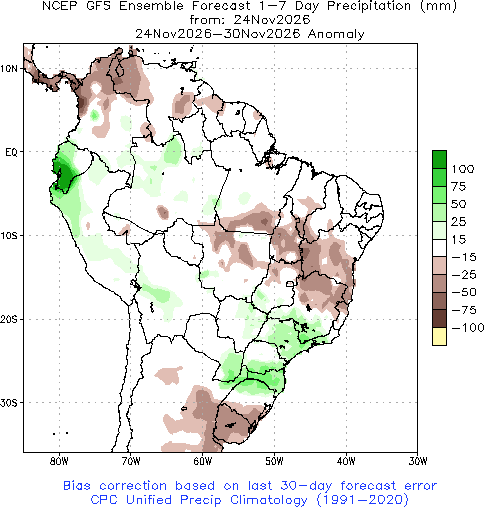 NCEP GFS Ensemble Forecast 1-7 Day Precipitation (mm)
from: 24Nov2026
24Nov2026-30Nov2026 Anomaly
10N
EQ
10S
20S
30S
80W 70W 60W 50W 40W 30W
100
75
50
25
15
-15
-25
-50
-75
-100
Bias correction based on last 30-day forecast error
CPC Unified Precip Climatology (1991-2020)